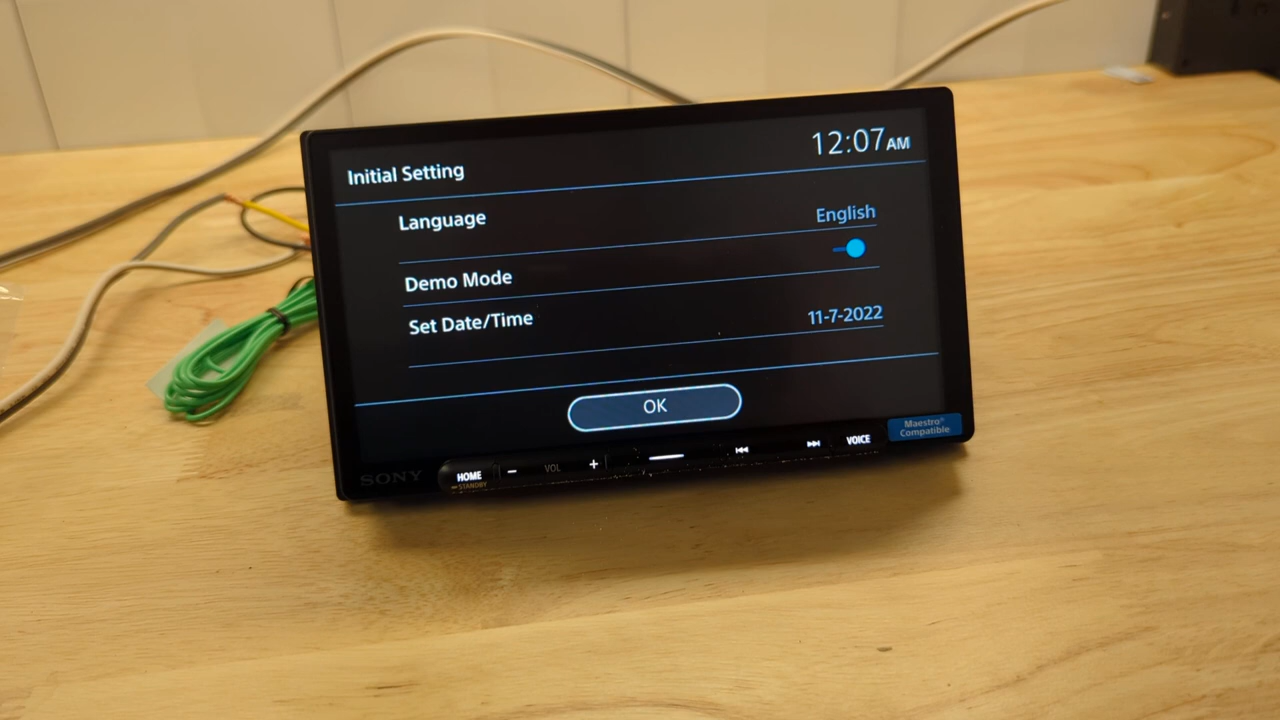 Initial Setting
12:07AM
Language
English
Demo Mode
Set Date/Time
11-7-2022
OK
Maestro®
Compatible
SONY
HOME
STANDBY
− VOL +
VOICE